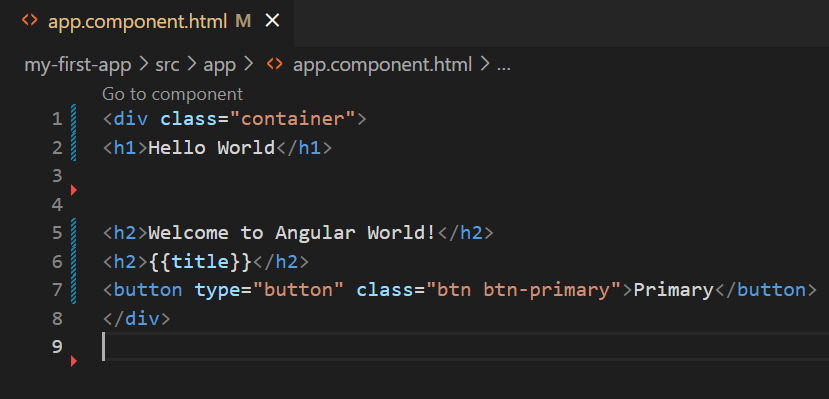 <> app.component.html M ×
my-first-app > src > app > <> app.component.html > ...
Go to component
1 <div class="container">
2 <h1>Hello World</h1>
3
4
5 <h2>Welcome to Angular World!</h2>
6 <h2>{{title}}</h2>
7 <button type="button" class="btn btn-primary">Primary</button>
8 </div>
9